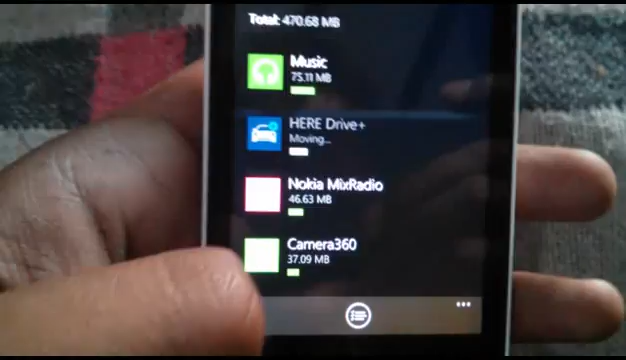 Total: 470.68 MB
Music
75.11 MB
HERE Drive+
Moving...
Nokia MixRadio
46.63 MB
Camera360
37.09 MB